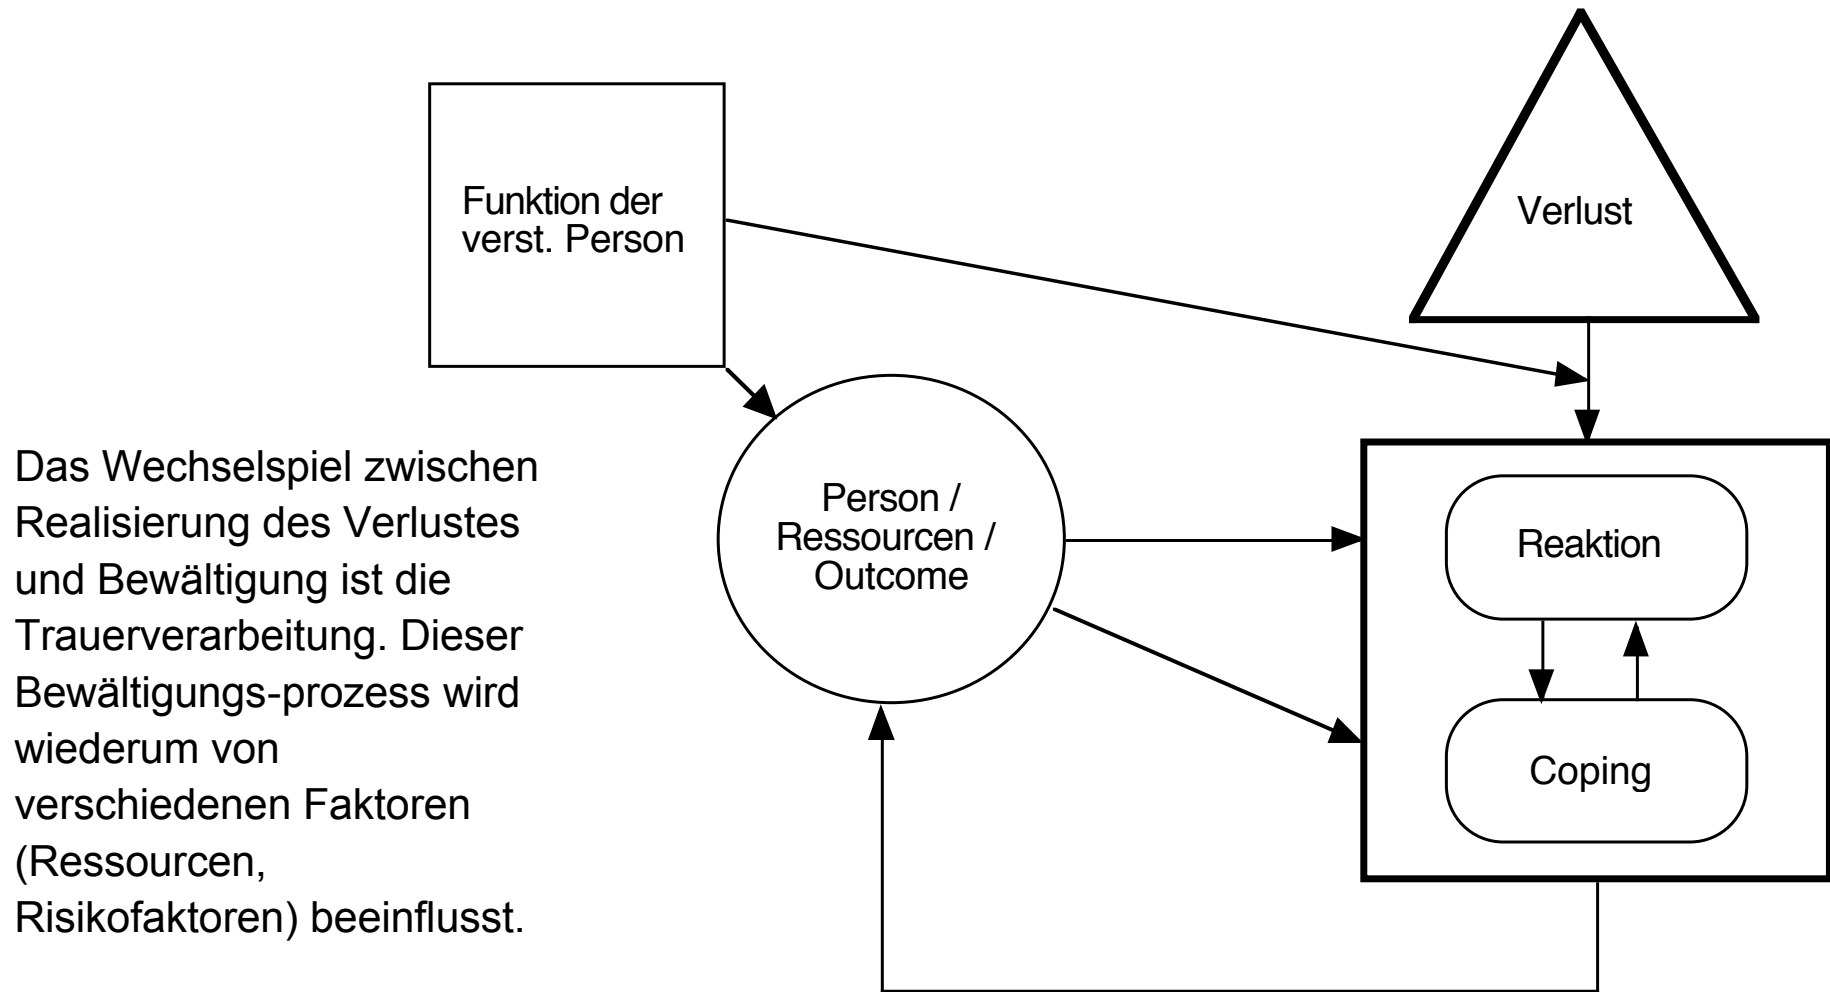 Funktion der
verst. Person
Verlust
Das Wechselspiel zwischen
Realisierung des Verlustes
und Bewältigung ist die
Trauerverarbeitung. Dieser
Bewältigungs-prozess wird
wiederum von
verschiedenen Faktoren
(Ressourcen,
Risikofaktoren) beeinflusst.
Person /
Ressourcen /
Outcome
Reaktion
Coping